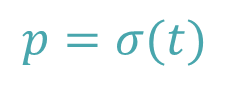 p = σ(t)